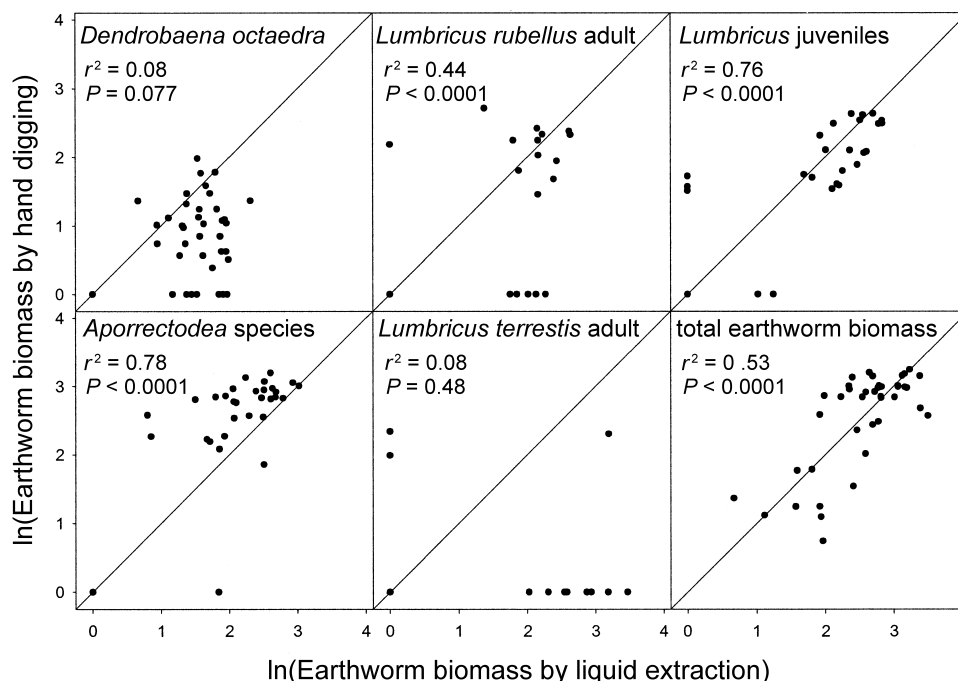 ln(Earthworm biomass by hand digging)
4
3
2
1
0
Dendrobaena octaedra
r² = 0.08
P = 0.077
Lumbricus rubellus adult
r² = 0.44
P < 0.0001
Lumbricus juveniles
r² = 0.76
P < 0.0001
4
3
2
1
0
Aporrectodea species
r² = 0.78
P < 0.0001
Lumbricus terrestis adult
r² = 0.08
P = 0.48
total earthworm biomass
r² = 0 .53
P < 0.0001
0 1 2 3 4 0 1 2 3 4 0 1 2 3
ln(Earthworm biomass by liquid extraction)